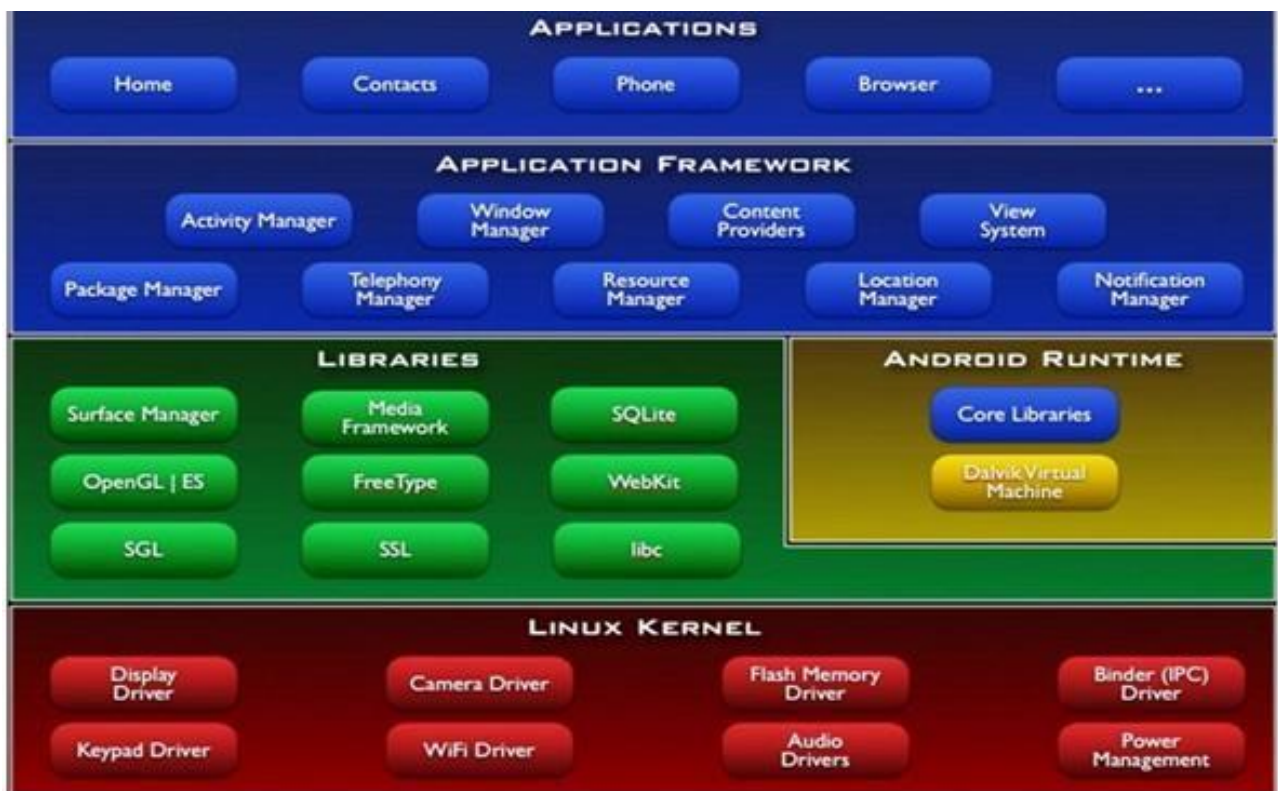 APPLICATIONS
Home
Contacts
Phone
Browser
...
APPLICATION FRAMEWORK
Activity Manager
Window
Manager
Content
Providers
View
System
Package Manager
Telephony
Manager
Resource
Manager
Location
Manager
Notification
Manager
LIBRARIES
Surface Manager
Media
Framework
SQLite
OpenGL | ES
FreeType
WebKit
SGL
SSL
libc
ANDROID RUNTIME
Core Libraries
Dalvik Virtual
Machine
LINUX KERNEL
Display
Driver
Camera Driver
Flash Memory
Driver
Binder (IPC)
Driver
Keypad Driver
WiFi Driver
Audio
Drivers
Power
Management